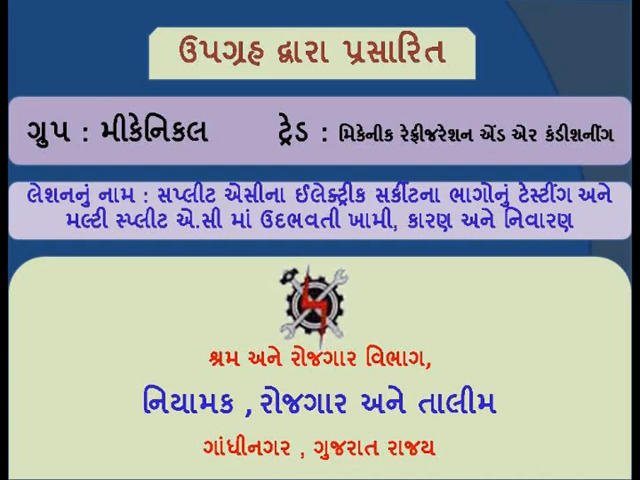 ઉપગ્રહ દ્વારા પ્રસારિત
ગ્રુપ : મીકેનિકલ ટ્રેડ : મિકેનીક રેફ્રીજરેશન એંડ એર કંડીશનીંગ
લેશનનું નામ : સપ્લીટ એસીના ઈલેક્ટ્રીક સર્કીટના ભાગોનું ટેસ્ટીંગ અને
મલ્ટી સ્પ્લીટ એ.સી માં ઉદભવતી ખામી, કારણ અને નિવારણ
શ્રમ અને રોજગાર વિભાગ,
નિયામક , રોજગાર અને તાલીમ
ગાંધીનગર , ગુજરાત રાજય